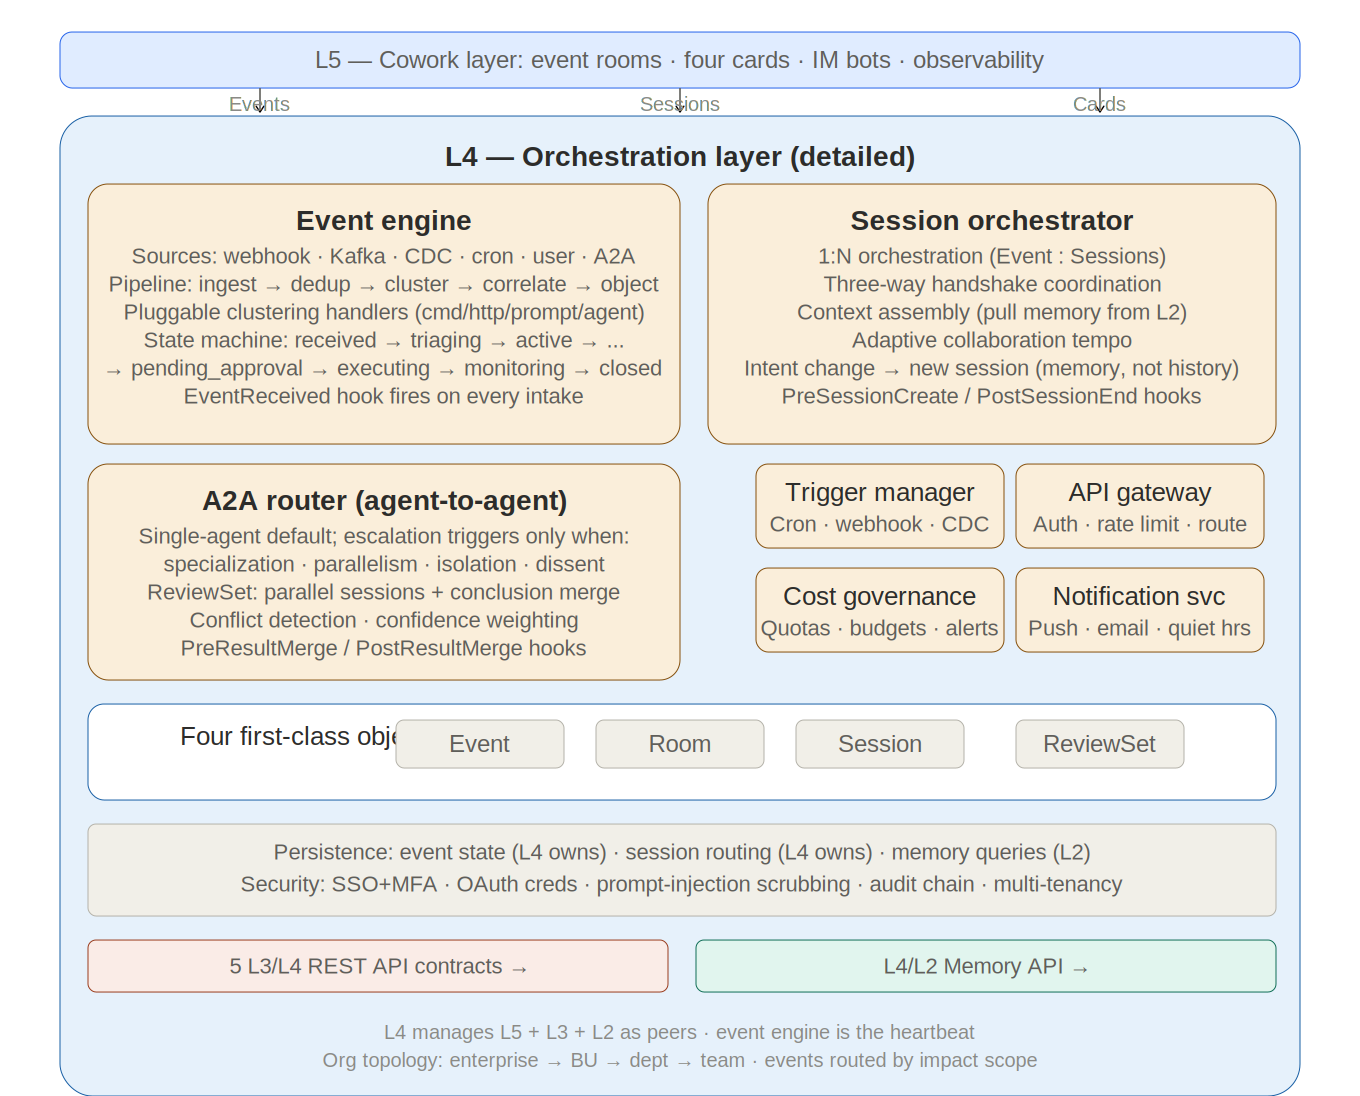 L5 — Cowork layer: event rooms · four cards · IM bots · observability
Events
Sessions
Cards
L4 — Orchestration layer (detailed)
Event engine
Sources: webhook · Kafka · CDC · cron · user · A2A
Pipeline: ingest → dedup → cluster → correlate → object
Pluggable clustering handlers (cmd/http/prompt/agent)
State machine: received → triaging → active → ...
→ pending_approval → executing → monitoring → closed
EventReceived hook fires on every intake
Session orchestrator
1:N orchestration (Event : Sessions)
Three-way handshake coordination
Context assembly (pull memory from L2)
Adaptive collaboration tempo
Intent change → new session (memory, not history)
PreSessionCreate / PostSessionEnd hooks
A2A router (agent-to-agent)
Single-agent default; escalation triggers only when:
specialization · parallelism · isolation · dissent
ReviewSet: parallel sessions + conclusion merge
Conflict detection · confidence weighting
PreResultMerge / PostResultMerge hooks
Trigger manager
Cron · webhook · CDC
API gateway
Auth · rate limit · route
Cost governance
Quotas · budgets · alerts
Notification svc
Push · email · quiet hrs
Four first-class
Event
Room
Session
ReviewSet
Persistence: event state (L4 owns) · session routing (L4 owns) · memory queries (L2)
Security: SSO+MFA · OAuth creds · prompt-injection scrubbing · audit chain · multi-tenancy
5 L3/L4 REST API contracts →
L4/L2 Memory API →
L4 manages L5 + L3 + L2 as peers · event engine is the heartbeat
Org topology: enterprise → BU → dept → team · events routed by impact scope